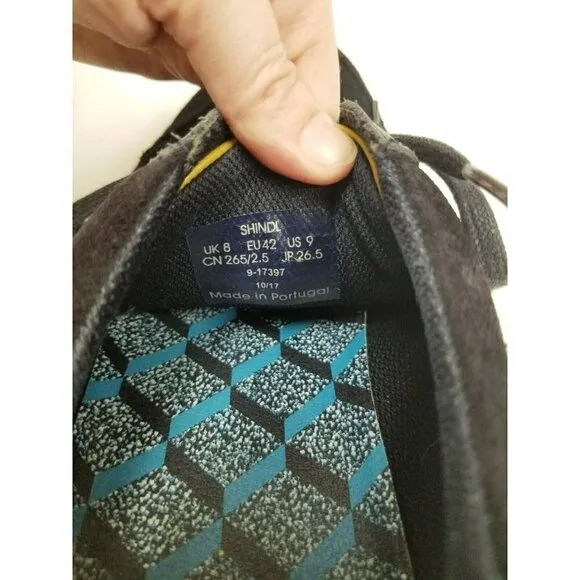 SHINDL
UK 8 EU 42 US 9
CN 265/2.5 JP 26.5
9-17397
10/17
Made in Portugal